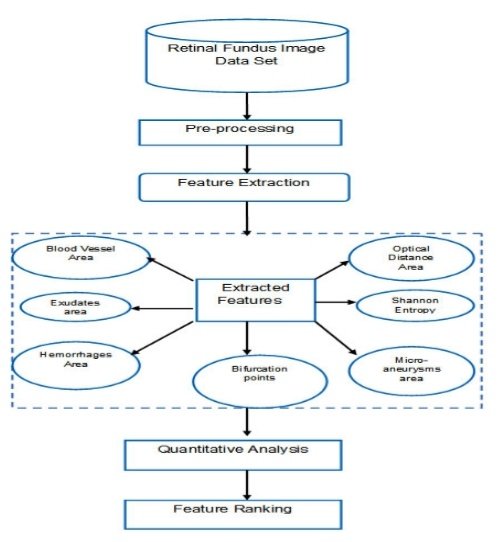 Retinal Fundus Image
Data Set
Pre-processing
Feature Extraction
Blood Vessel
Area
Optical
Distance
Area
Extracted
Features
Exudates
area
Shannon
Entropy
Hemorrhages
Area
Bifurcation
points
Micro-
aneurysms
area
Quantitative Analysis
Feature Ranking